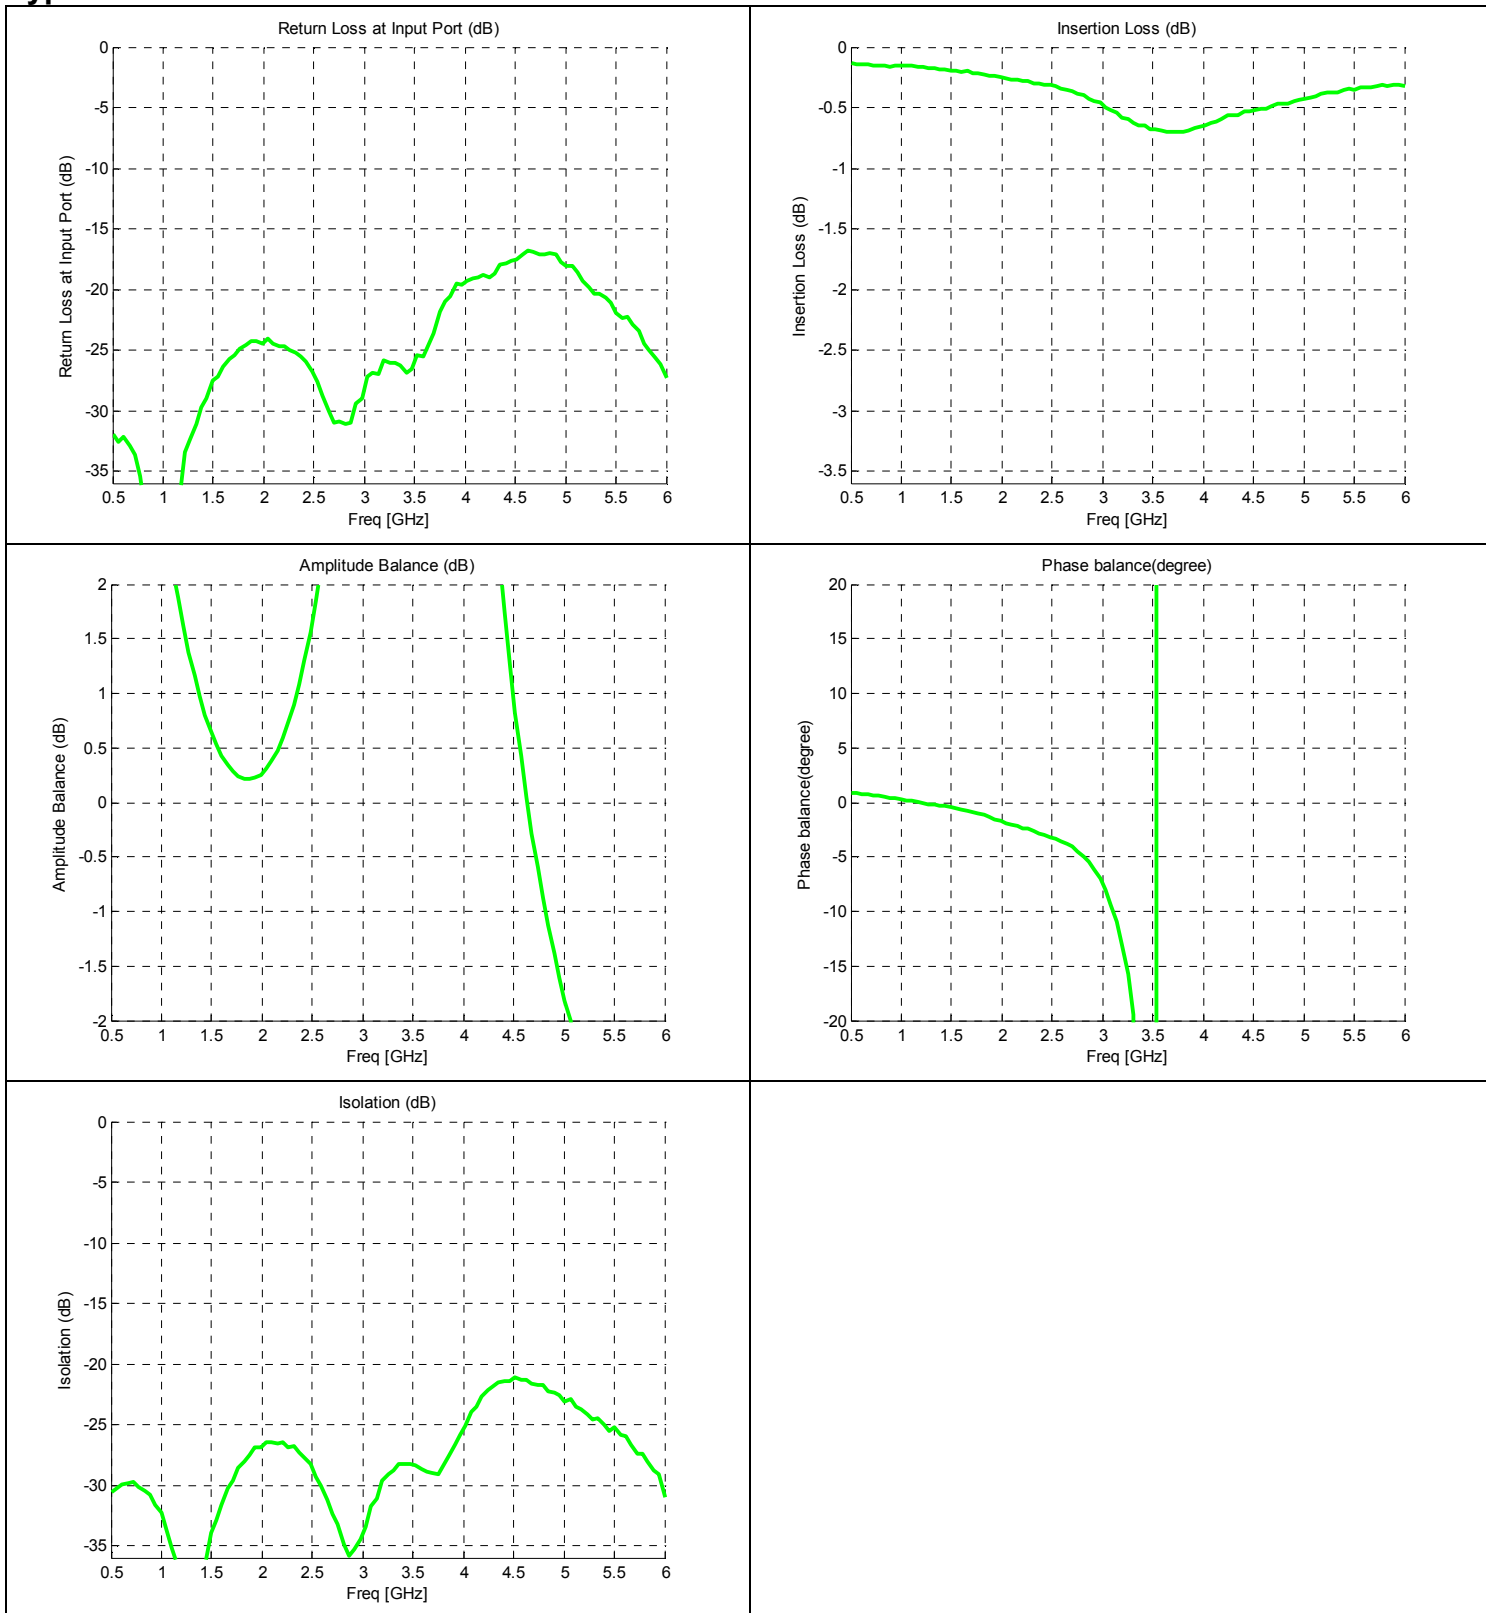 Return Loss at Input Port (dB)
0
-5
-10
-15
-20
-25
-30
-35
Return Loss at Input Port (dB)
0.5 1 1.5 2 2.5 3 3.5 4 4.5 5 5.5 6
Freq [GHz]
Insertion Loss (dB)
0
-0.5
-1
-1.5
-2
-2.5
-3
-3.5
Insertion Loss (dB)
0.5 1 1.5 2 2.5 3 3.5 4 4.5 5 5.5 6
Freq [GHz]
Amplitude Balance (dB)
2
1.5
1
0.5
0
-0.5
-1
-1.5
-2
Amplitude Balance (dB)
0.5 1 1.5 2 2.5 3 3.5 4 4.5 5 5.5 6
Freq [GHz]
Phase balance(degree)
20
15
10
5
0
-5
-10
-15
-20
Phase balance(degree)
0.5 1 1.5 2 2.5 3 3.5 4 4.5 5 5.5 6
Freq [GHz]
Isolation (dB)
0
-5
-10
-15
-20
-25
-30
-35
Isolation (dB)
0.5 1 1.5 2 2.5 3 3.5 4 4.5 5 5.5 6
Freq [GHz]